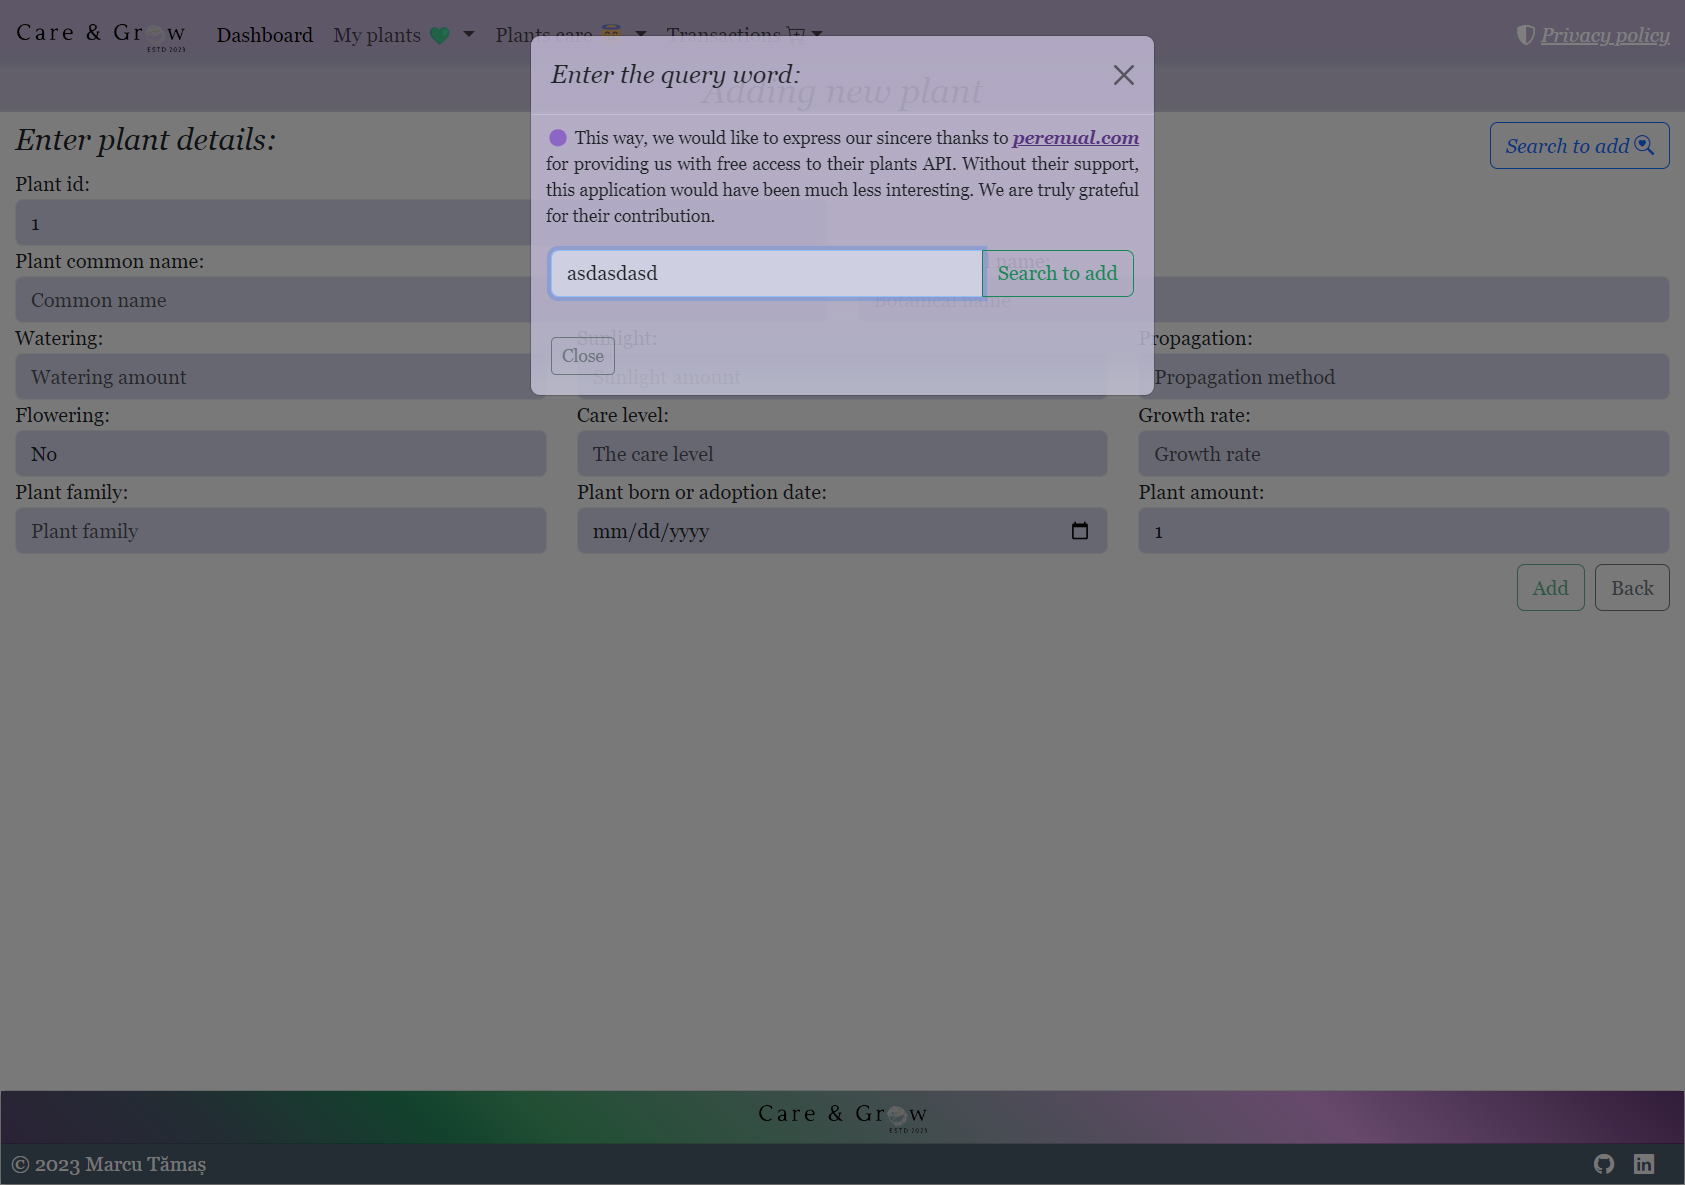 Care & Grow
ESTD 2023
Dashboard
My plants
Plants care
Transactions
Privacy policy
Adding new plant
Enter the query word:
This way, we would like to express our sincere thanks to perenual.com
for providing us with free access to their plants API. Without their support,
this application would have been much less interesting. We are truly grateful
for their contribution.
asdasdasd
Search to add
Close
Enter plant details:
Search to add
Plant id:
1
Plant common name:
name:
Common name
Botanical name
Watering:
Sunlight:
Propagation:
Watering amount
Sunlight amount
Propagation method
Flowering:
Care level:
Growth rate:
No
The care level
Growth rate
Plant family:
Plant born or adoption date:
Plant amount:
Plant family
mm/dd/yyyy
1
Add
Back
Care & Grow
ESTD 2023
© 2023 Marcu Tămaș
in